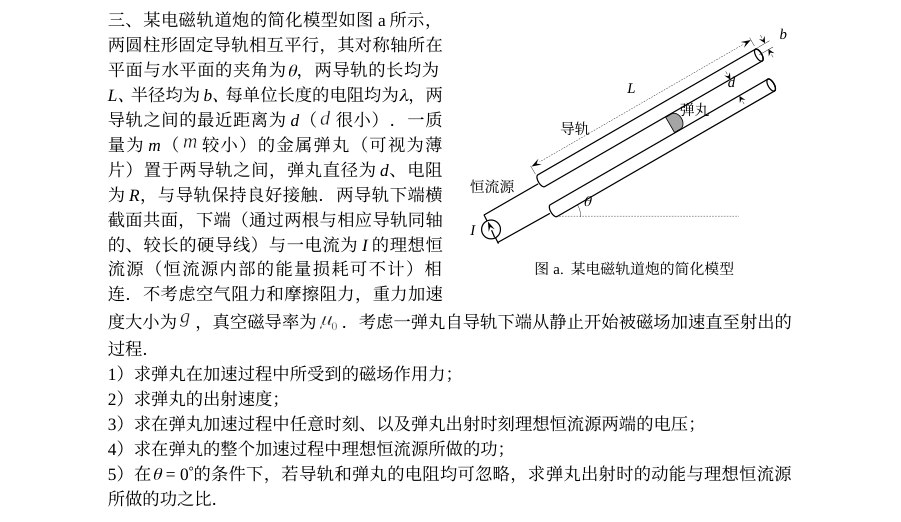 三、某电磁轨道炮的简化模型如图 a 所示，
两圆柱形固定导轨相互平行，其对称轴所在
平面与水平面的夹角为θ，两导轨的长均为
L、半径均为 b、每单位长度的电阻均为λ，两
导轨之间的最近距离为 d（d 很小）．一质
量为 m（m 较小）的金属弹丸（可视为薄
片）置于两导轨之间，弹丸直径为 d、电阻
为 R，与导轨保持良好接触．两导轨下端横
截面共面，下端（通过两根与相应导轨同轴
的、较长的硬导线）与一电流为 I 的理想恒
流源（恒流源内部的能量损耗可不计）相
连．不考虑空气阻力和摩擦阻力，重力加速
度大小为 g ，真空磁导率为 μ₀ ．考虑一弹丸自导轨下端从静止开始被磁场加速直至射出的
过程．
1）求弹丸在加速过程中所受到的磁场作用力；
2）求弹丸的出射速度；
3）求在弹丸加速过程中任意时刻、以及弹丸出射时刻理想恒流源两端的电压；
4）求在弹丸的整个加速过程中理想恒流源所做的功；
5）在θ = 0°的条件下，若导轨和弹丸的电阻均可忽略，求弹丸出射时的动能与理想恒流源
所做的功之比．
b
L
d
弹丸
导轨
恒流源
θ
I
图 a. 某电磁轨道炮的简化模型